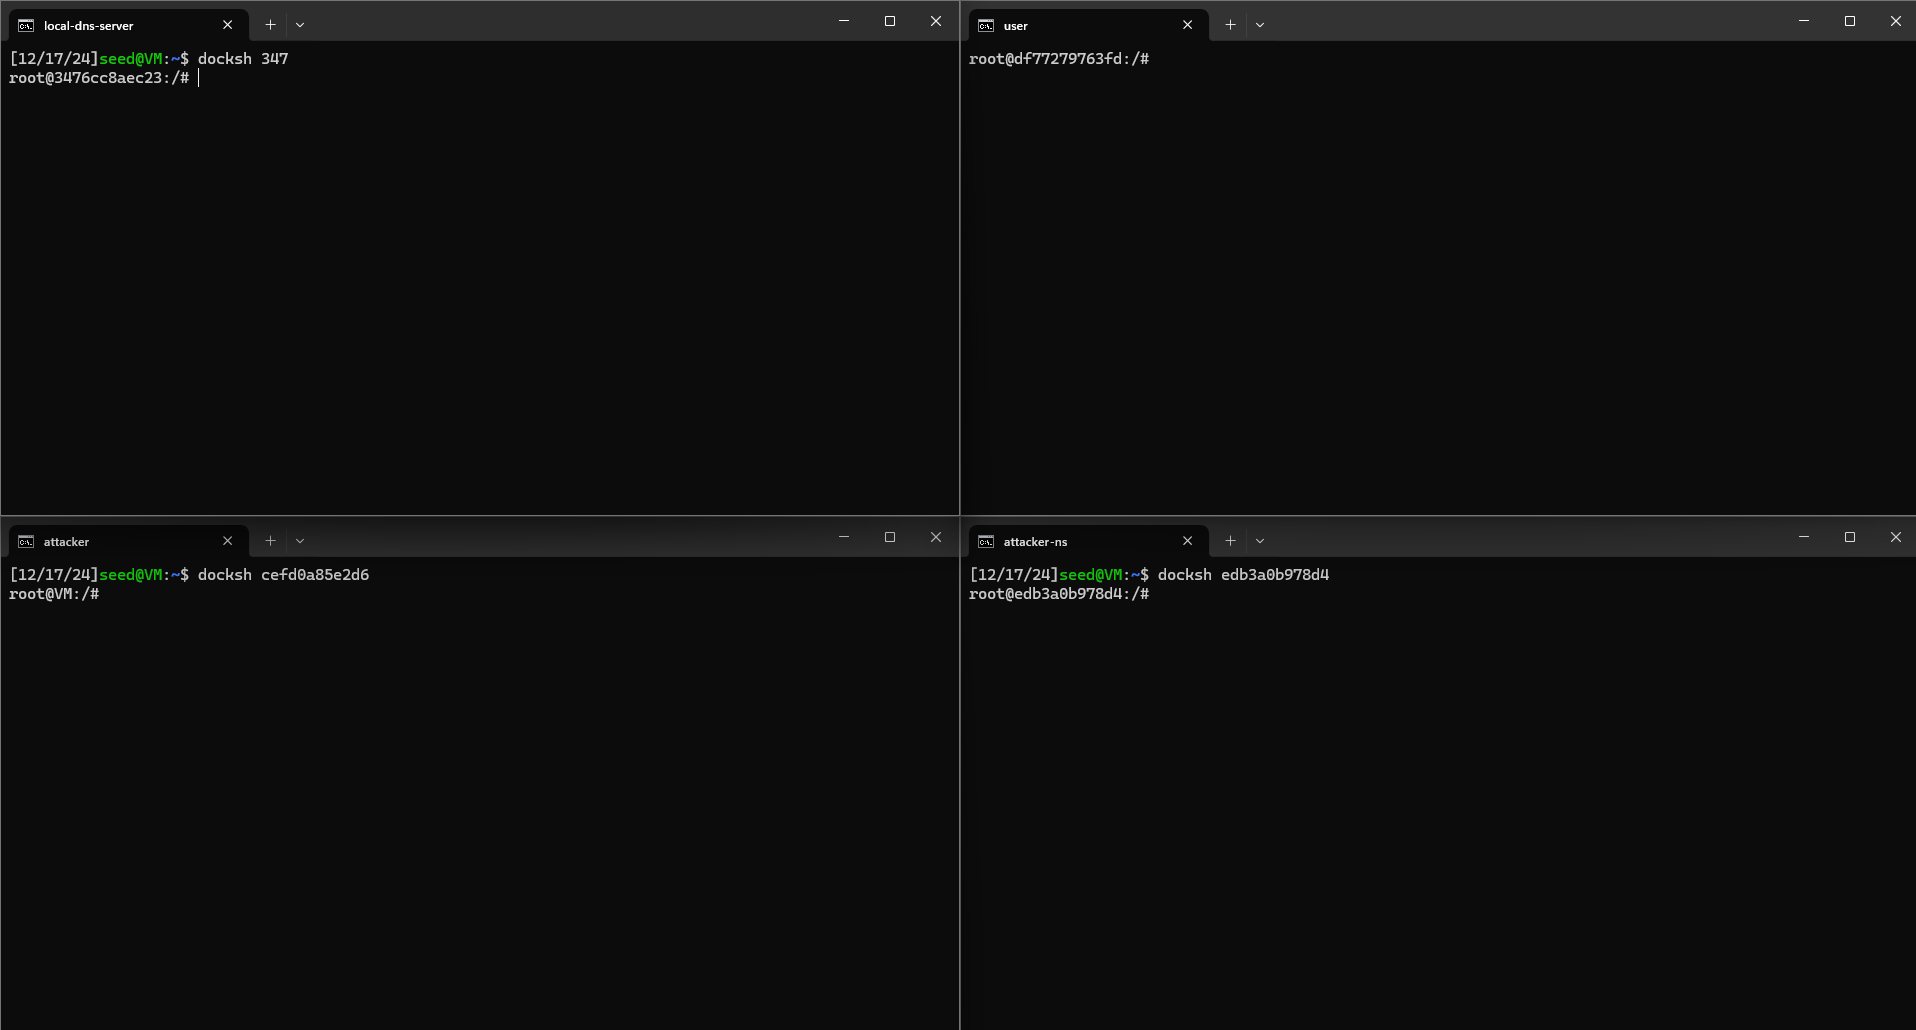 local-dns-server
[12/17/24]seed@VM:~$ docksh 347
root@3476cc8aec23:/#
user
root@df77279763fd:/#
attacker
[12/17/24]seed@VM:~$ docksh cefd0a85e2d6
root@VM:/#
attacker-ns
[12/17/24]seed@VM:~$ docksh edb3a0b978d4
root@edb3a0b978d4:/#